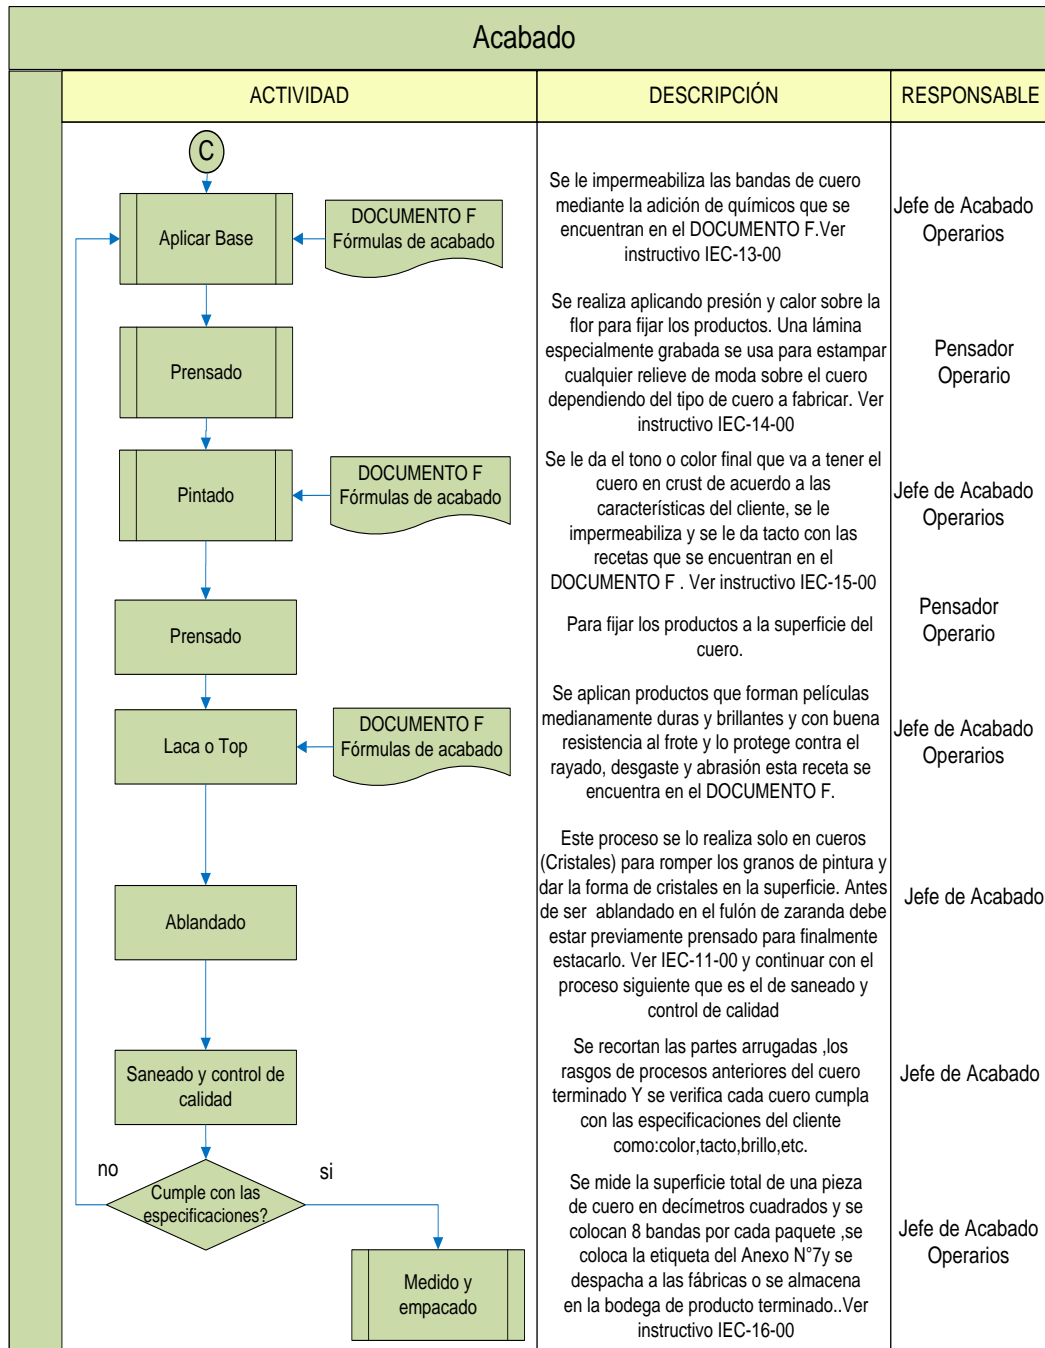 Acabado
ACTIVIDAD
DESCRIPCIÓN
RESPONSABLE
C
Aplicar Base
DOCUMENTO F
Fórmulas de acabado
Se le impermeabiliza las bandas de cuero
mediante la adición de químicos que se
encuentran en el DOCUMENTO F.Ver
instructivo IEC-13-00
Jefe de Acabado
Operarios
Prensado
Se realiza aplicando presión y calor sobre la
flor para fijar los productos. Una lámina
especialmente grabada se usa para estampar
cualquier relieve de moda sobre el cuero
dependiendo del tipo de cuero a fabricar. Ver
instructivo IEC-14-00
Pensador
Operario
Pintado
DOCUMENTO F
Fórmulas de acabado
Se le da el tono o color final que va a tener el
cuero en crust de acuerdo a las
características del cliente, se le
impermeabiliza y se le da tacto con las
recetas que se encuentran en el
DOCUMENTO F . Ver instructivo IEC-15-00
Jefe de Acabado
Operarios
Prensado
Para fijar los productos a la superficie del
cuero.
Pensador
Operario
Laca o Top
DOCUMENTO F
Fórmulas de acabado
Se aplican productos que forman películas
medianamente duras y brillantes y con buena
resistencia al frote y lo protege contra el
rayado, desgaste y abrasión esta receta se
encuentra en el DOCUMENTO F.
Jefe de Acabado
Operarios
Ablandado
Este proceso se lo realiza solo en cueros
(Cristales) para romper los granos de pintura y
dar la forma de cristales en la superficie. Antes
de ser ablandado en el fulón de zaranda debe
estar previamente prensado para finalmente
estacarlo. Ver IEC-11-00 y continuar con el
proceso siguiente que es el de saneado y
control de calidad
Jefe de Acabado
Saneado y control de
calidad
Se recortan las partes arrugadas ,los
rasgos de procesos anteriores del cuero
terminado Y se verifica cada cuero cumpla
con las especificaciones del cliente
como:color,tacto,brillo,etc.
Jefe de Acabado
no
si
Cumple con las
especificaciones?
Medido y
empacado
Se mide la superficie total de una pieza
de cuero en decímetros cuadrados y se
colocan 8 bandas por cada paquete ,se
coloca la etiqueta del Anexo N°7y se
despacha a las fábricas o se almacena
en la bodega de producto terminado..Ver
instructivo IEC-16-00
Jefe de Acabado
Operarios